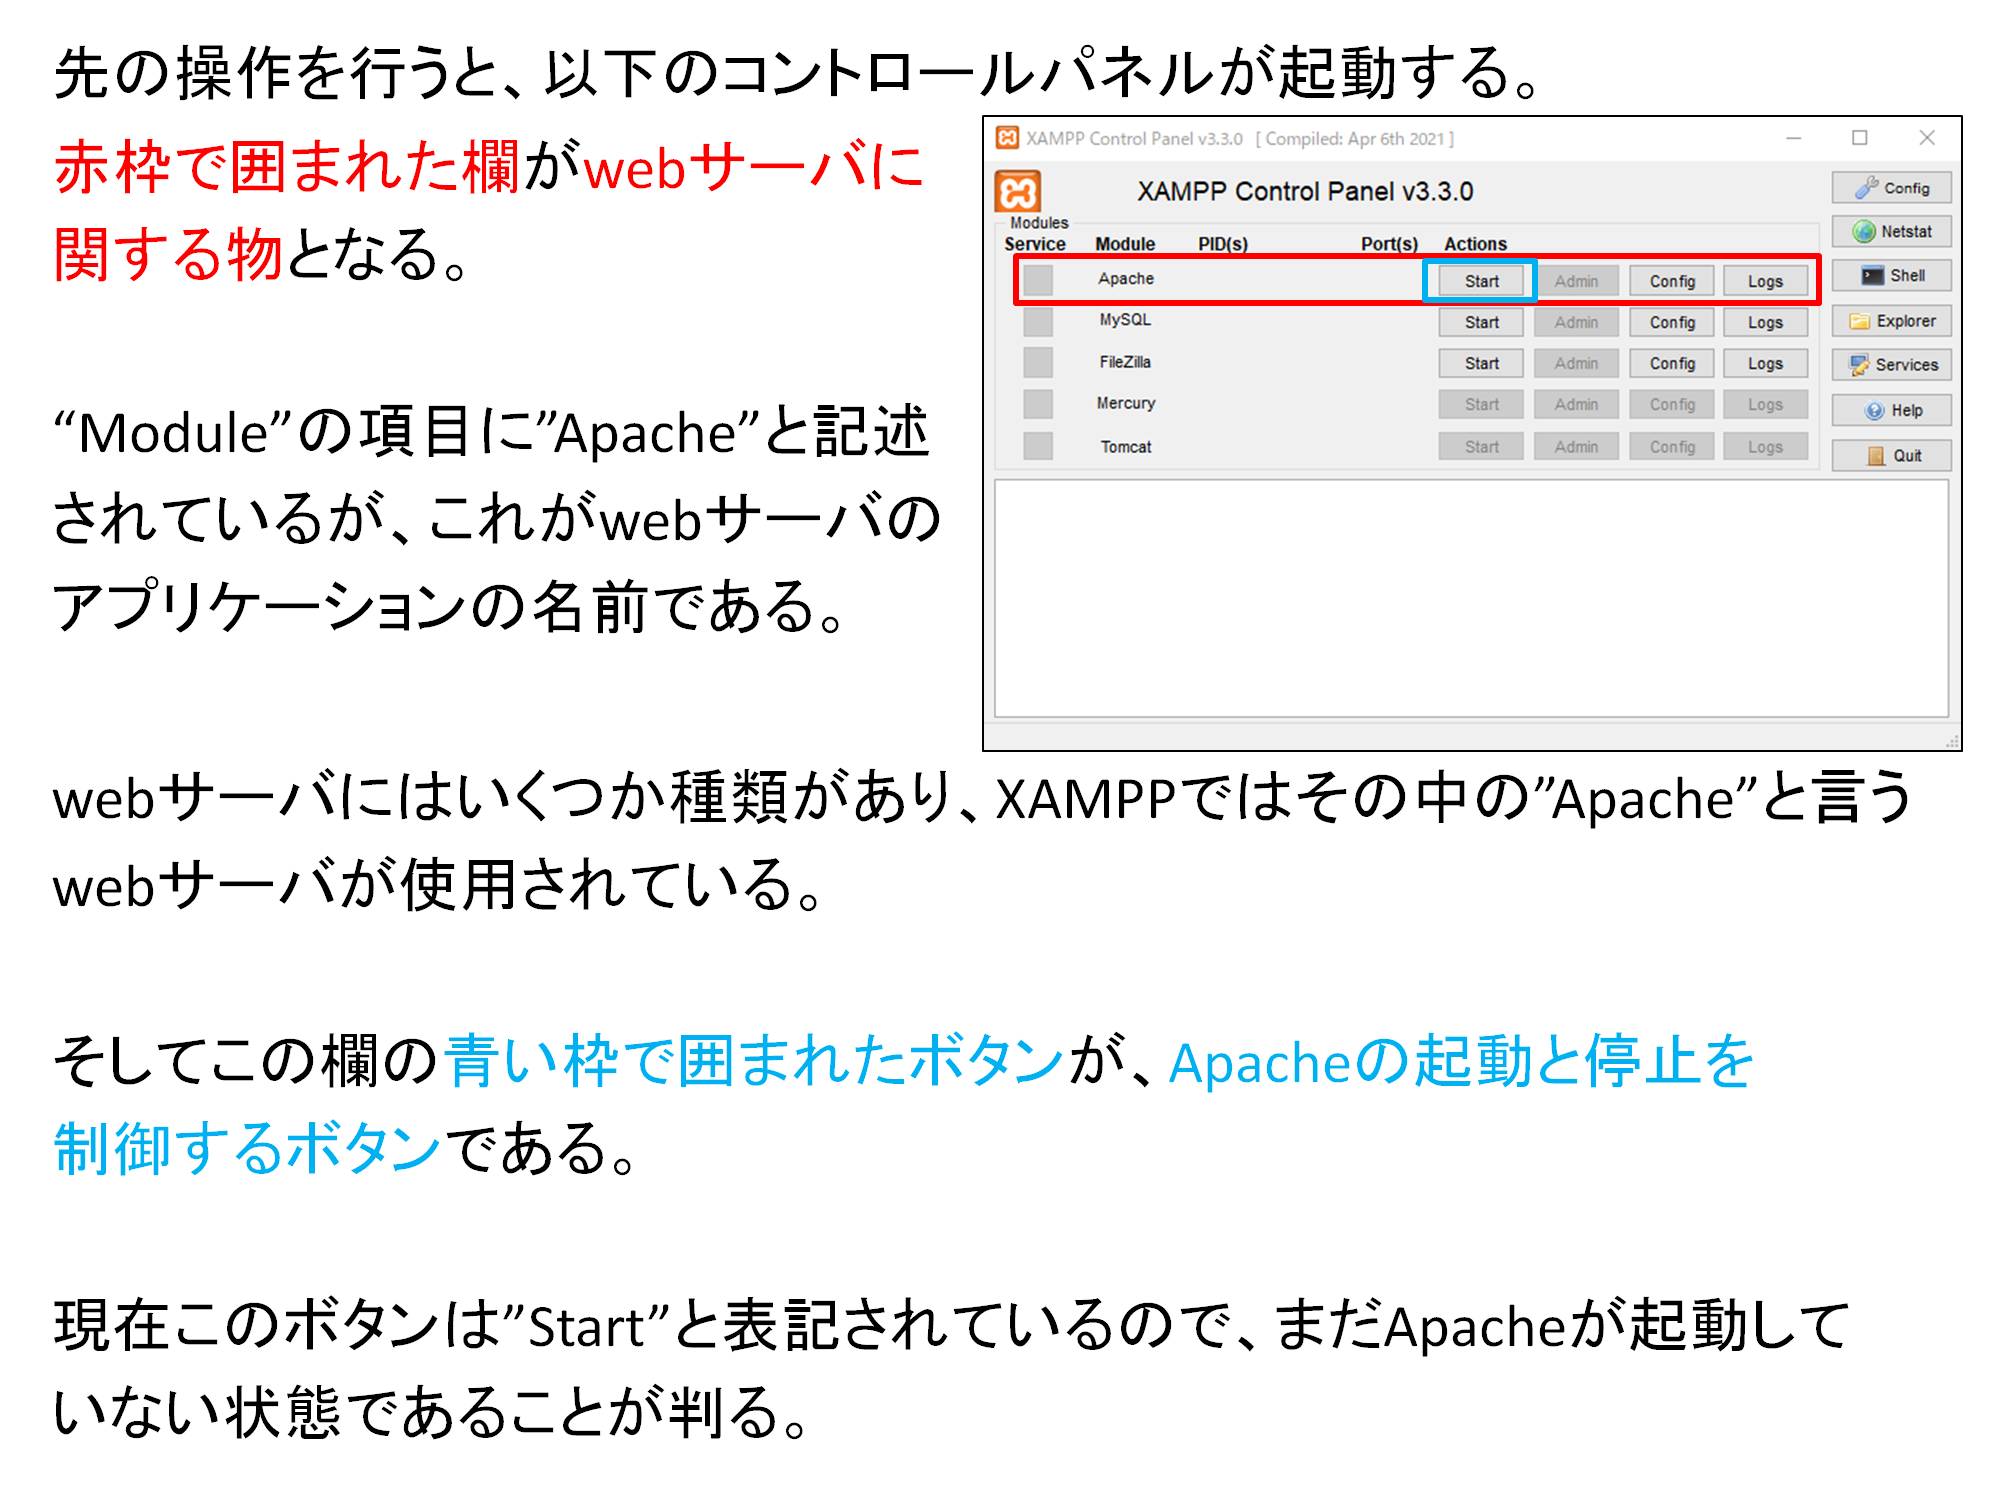 先の操作を行うと、以下のコントロールパネルが起動する。
赤枠で囲まれた欄がwebサーバに
関する物となる。
“Module”の項目に”Apache”と記述
されているが、これがwebサーバの
アプリケーションの名前である。
XAMPP Control Panel v3.3.0 [ Compiled: Apr 6th 2021 ]
XAMPP Control Panel v3.3.0
Config
Modules
Netstat
Service Module PID(s) Port(s) Actions
Apache Start Admin Config Logs
Shell
MySQL Start Admin Config Logs
Explorer
FileZilla Start Admin Config Logs
Services
Mercury Start Admin Config Logs
Help
Tomcat Start Admin Config Logs
Quit
webサーバにはいくつか種類があり、XAMPPではその中の”Apache”と言う
webサーバが使用されている。
そしてこの欄の青い枠で囲まれたボタンが、Apacheの起動と停止を
制御するボタンである。
現在このボタンは”Start”と表記されているので、まだApacheが起動して
いない状態であることが判る。